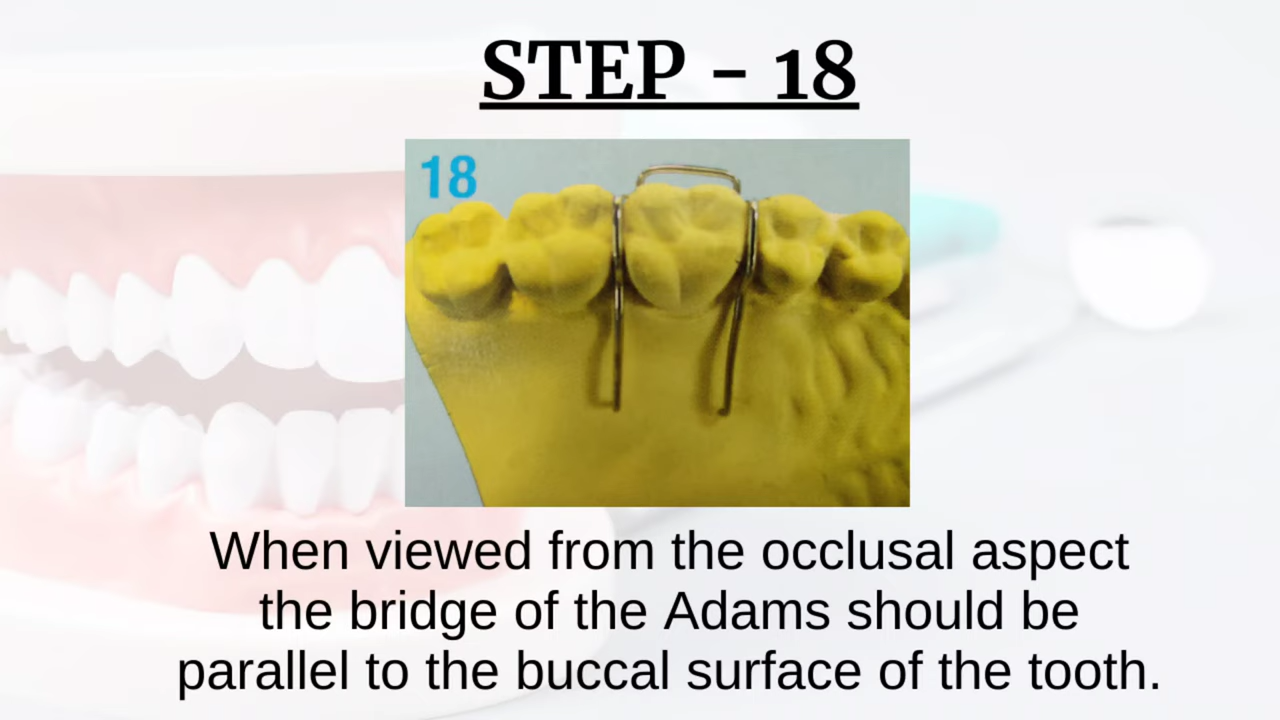 STEP - 18
18
When viewed from the occlusal aspect
the bridge of the Adams should be
parallel to the buccal surface of the tooth.